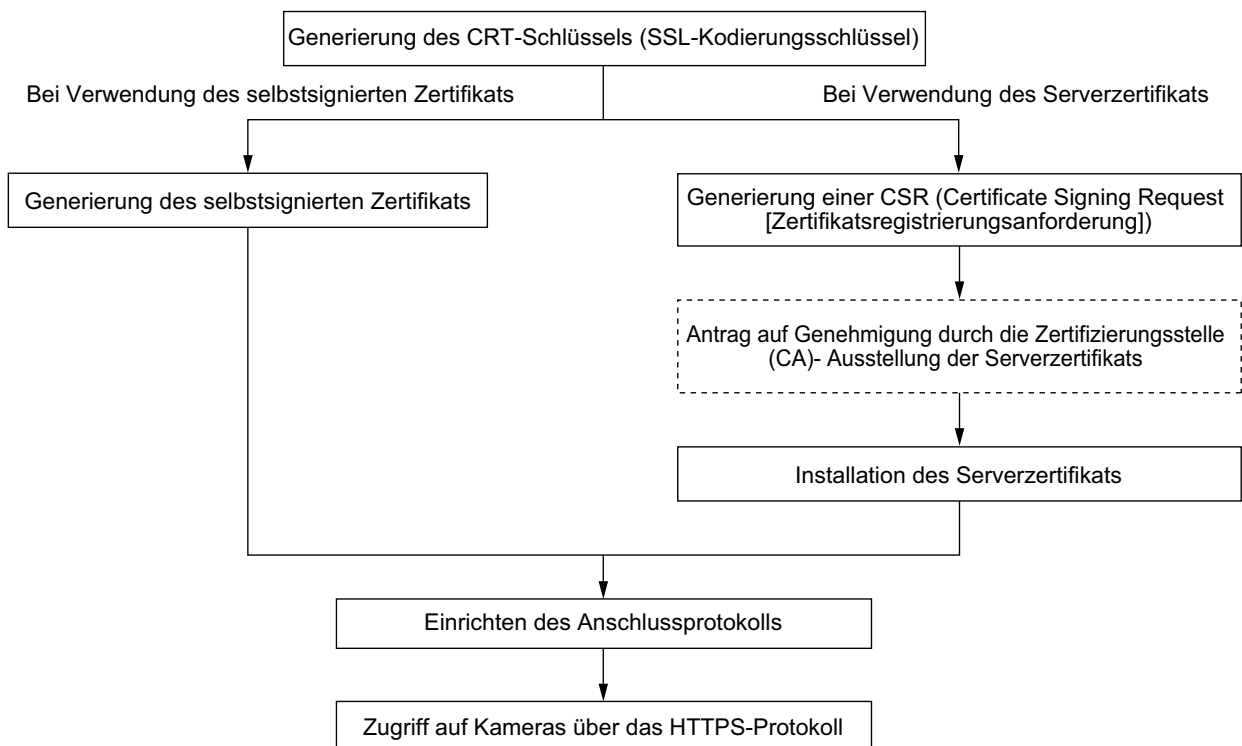 Generierung des CRT-Schlüssels (SSL-Kodierungsschlüssel)
Bei Verwendung des selbstsignierten Zertifikats
Bei Verwendung des Serverzertifikats
Generierung des selbstsignierten Zertifikats
Generierung einer CSR (Certificate Signing Request
[Zertifikatsregistrierungsanforderung])
Antrag auf Genehmigung durch die Zertifizierungsstelle
(CA)- Ausstellung der Serverzertifikats
Installation des Serverzertifikats
Einrichten des Anschlussprotokolls
Zugriff auf Kameras über das HTTPS-Protokoll